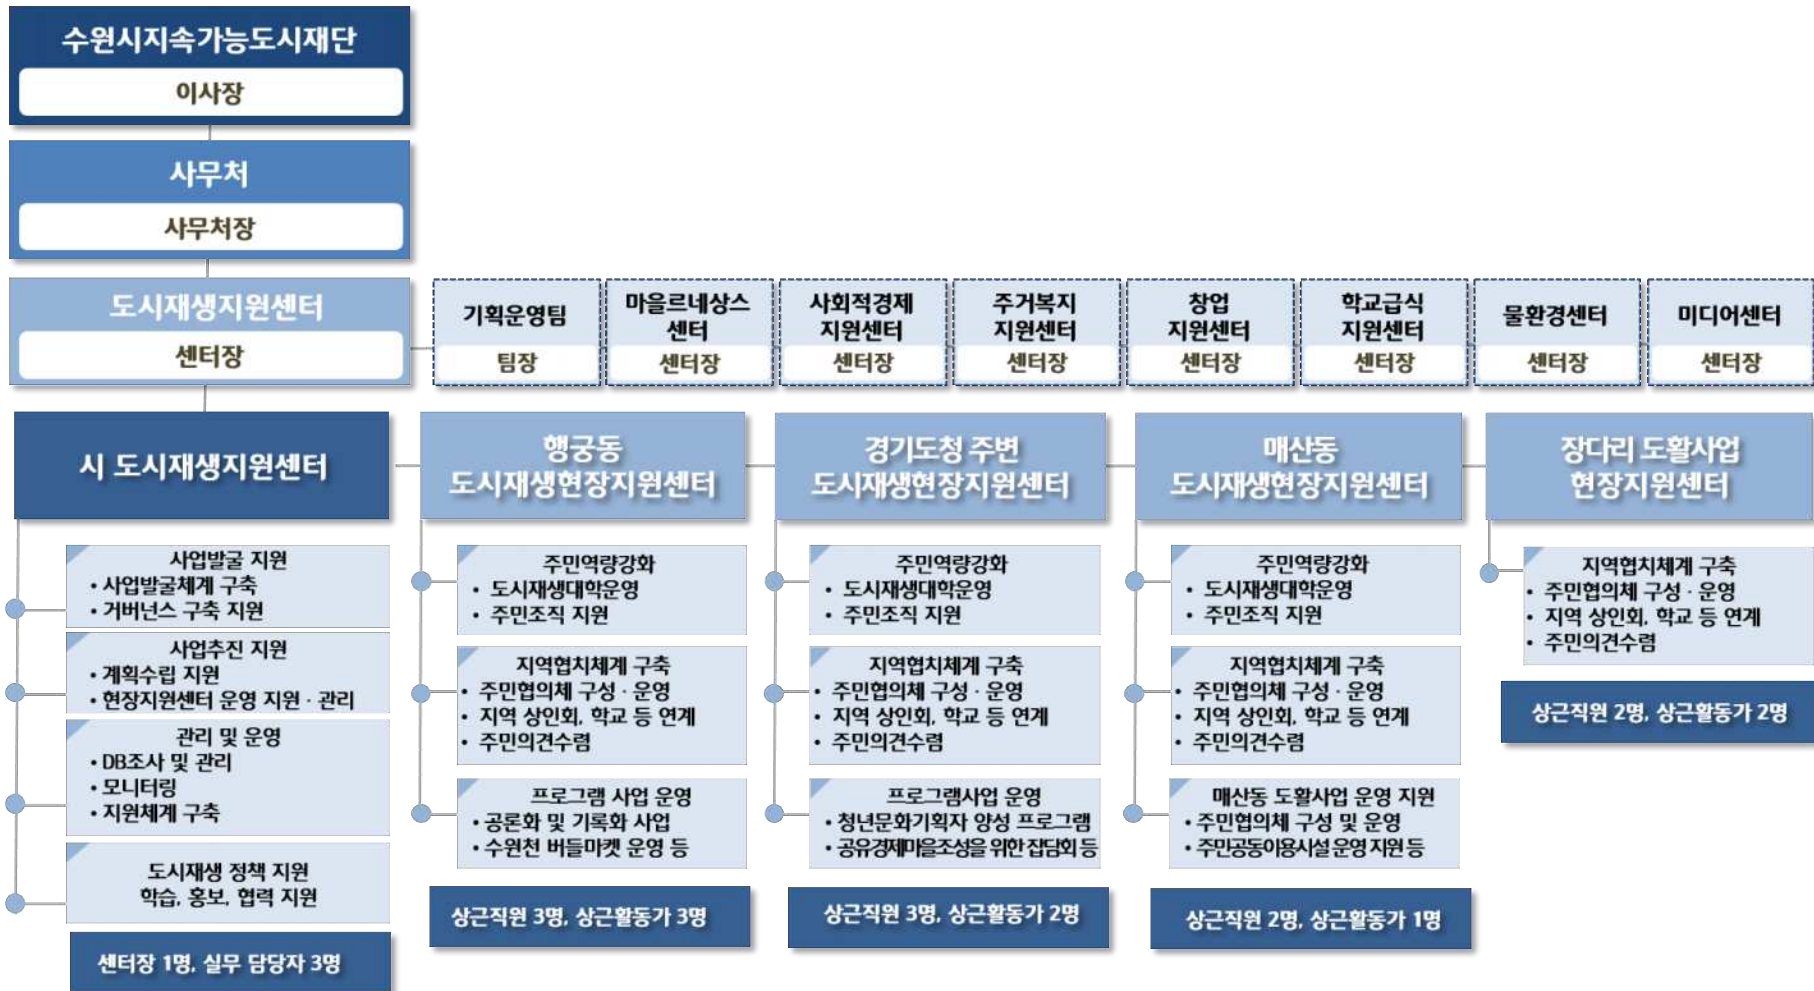 수원시지속가능도시재단
이사장
사무처
사무처장
도시재생지원센터
센터장
기획운영팀
팀장
마을르네상스
센터
센터장
사회적경제
지원센터
센터장
주거복지
지원센터
센터장
창업
지원센터
센터장
학교급식
지원센터
센터장
물환경센터
센터장
미디어센터
센터장
시 도시재생지원센터
사업발굴 지원
• 사업발굴체계 구축
• 거버넌스 구축 지원
사업추진 지원
• 계획수립 지원
• 현장지원센터 운영 지원 · 관리
관리 및 운영
• DB조사 및 관리
• 모니터링
• 지원체계 구축
도시재생 정책 지원
학습, 홍보, 협력 지원
센터장 1명, 실무 담당자 3명
행궁동
도시재생현장지원센터
주민역량강화
• 도시재생대학운영
• 주민조직 지원
지역협치체계 구축
• 주민협의체 구성 · 운영
• 지역 상인회, 학교 등 연계
• 주민의견수렴
프로그램 사업 운영
• 공론화 및 기록화 사업
• 수원천 버들마켓 운영 등
상근직원 3명, 상근활동가 3명
경기도청 주변
도시재생현장지원센터
주민역량강화
• 도시재생대학운영
• 주민조직 지원
지역협치체계 구축
• 주민협의체 구성 · 운영
• 지역 상인회, 학교 등 연계
• 주민의견수렴
프로그램사업 운영
• 청년문화기획자 양성 프로그램
• 공유경제마을조성을 위한 잡담회 등
상근직원 3명, 상근활동가 2명
매산동
도시재생현장지원센터
주민역량강화
• 도시재생대학운영
• 주민조직 지원
지역협치체계 구축
• 주민협의체 구성 · 운영
• 지역 상인회, 학교 등 연계
• 주민의견수렴
매산동 도활사업 운영 지원
• 주민협의체 구성 및 운영
• 주민공동이용시설 운영 지원 등
상근직원 2명, 상근활동가 1명
장다리 도활사업
현장지원센터
지역협치체계 구축
• 주민협의체 구성 · 운영
• 지역 상인회, 학교 등 연계
• 주민의견수렴
상근직원 2명, 상근활동가 2명